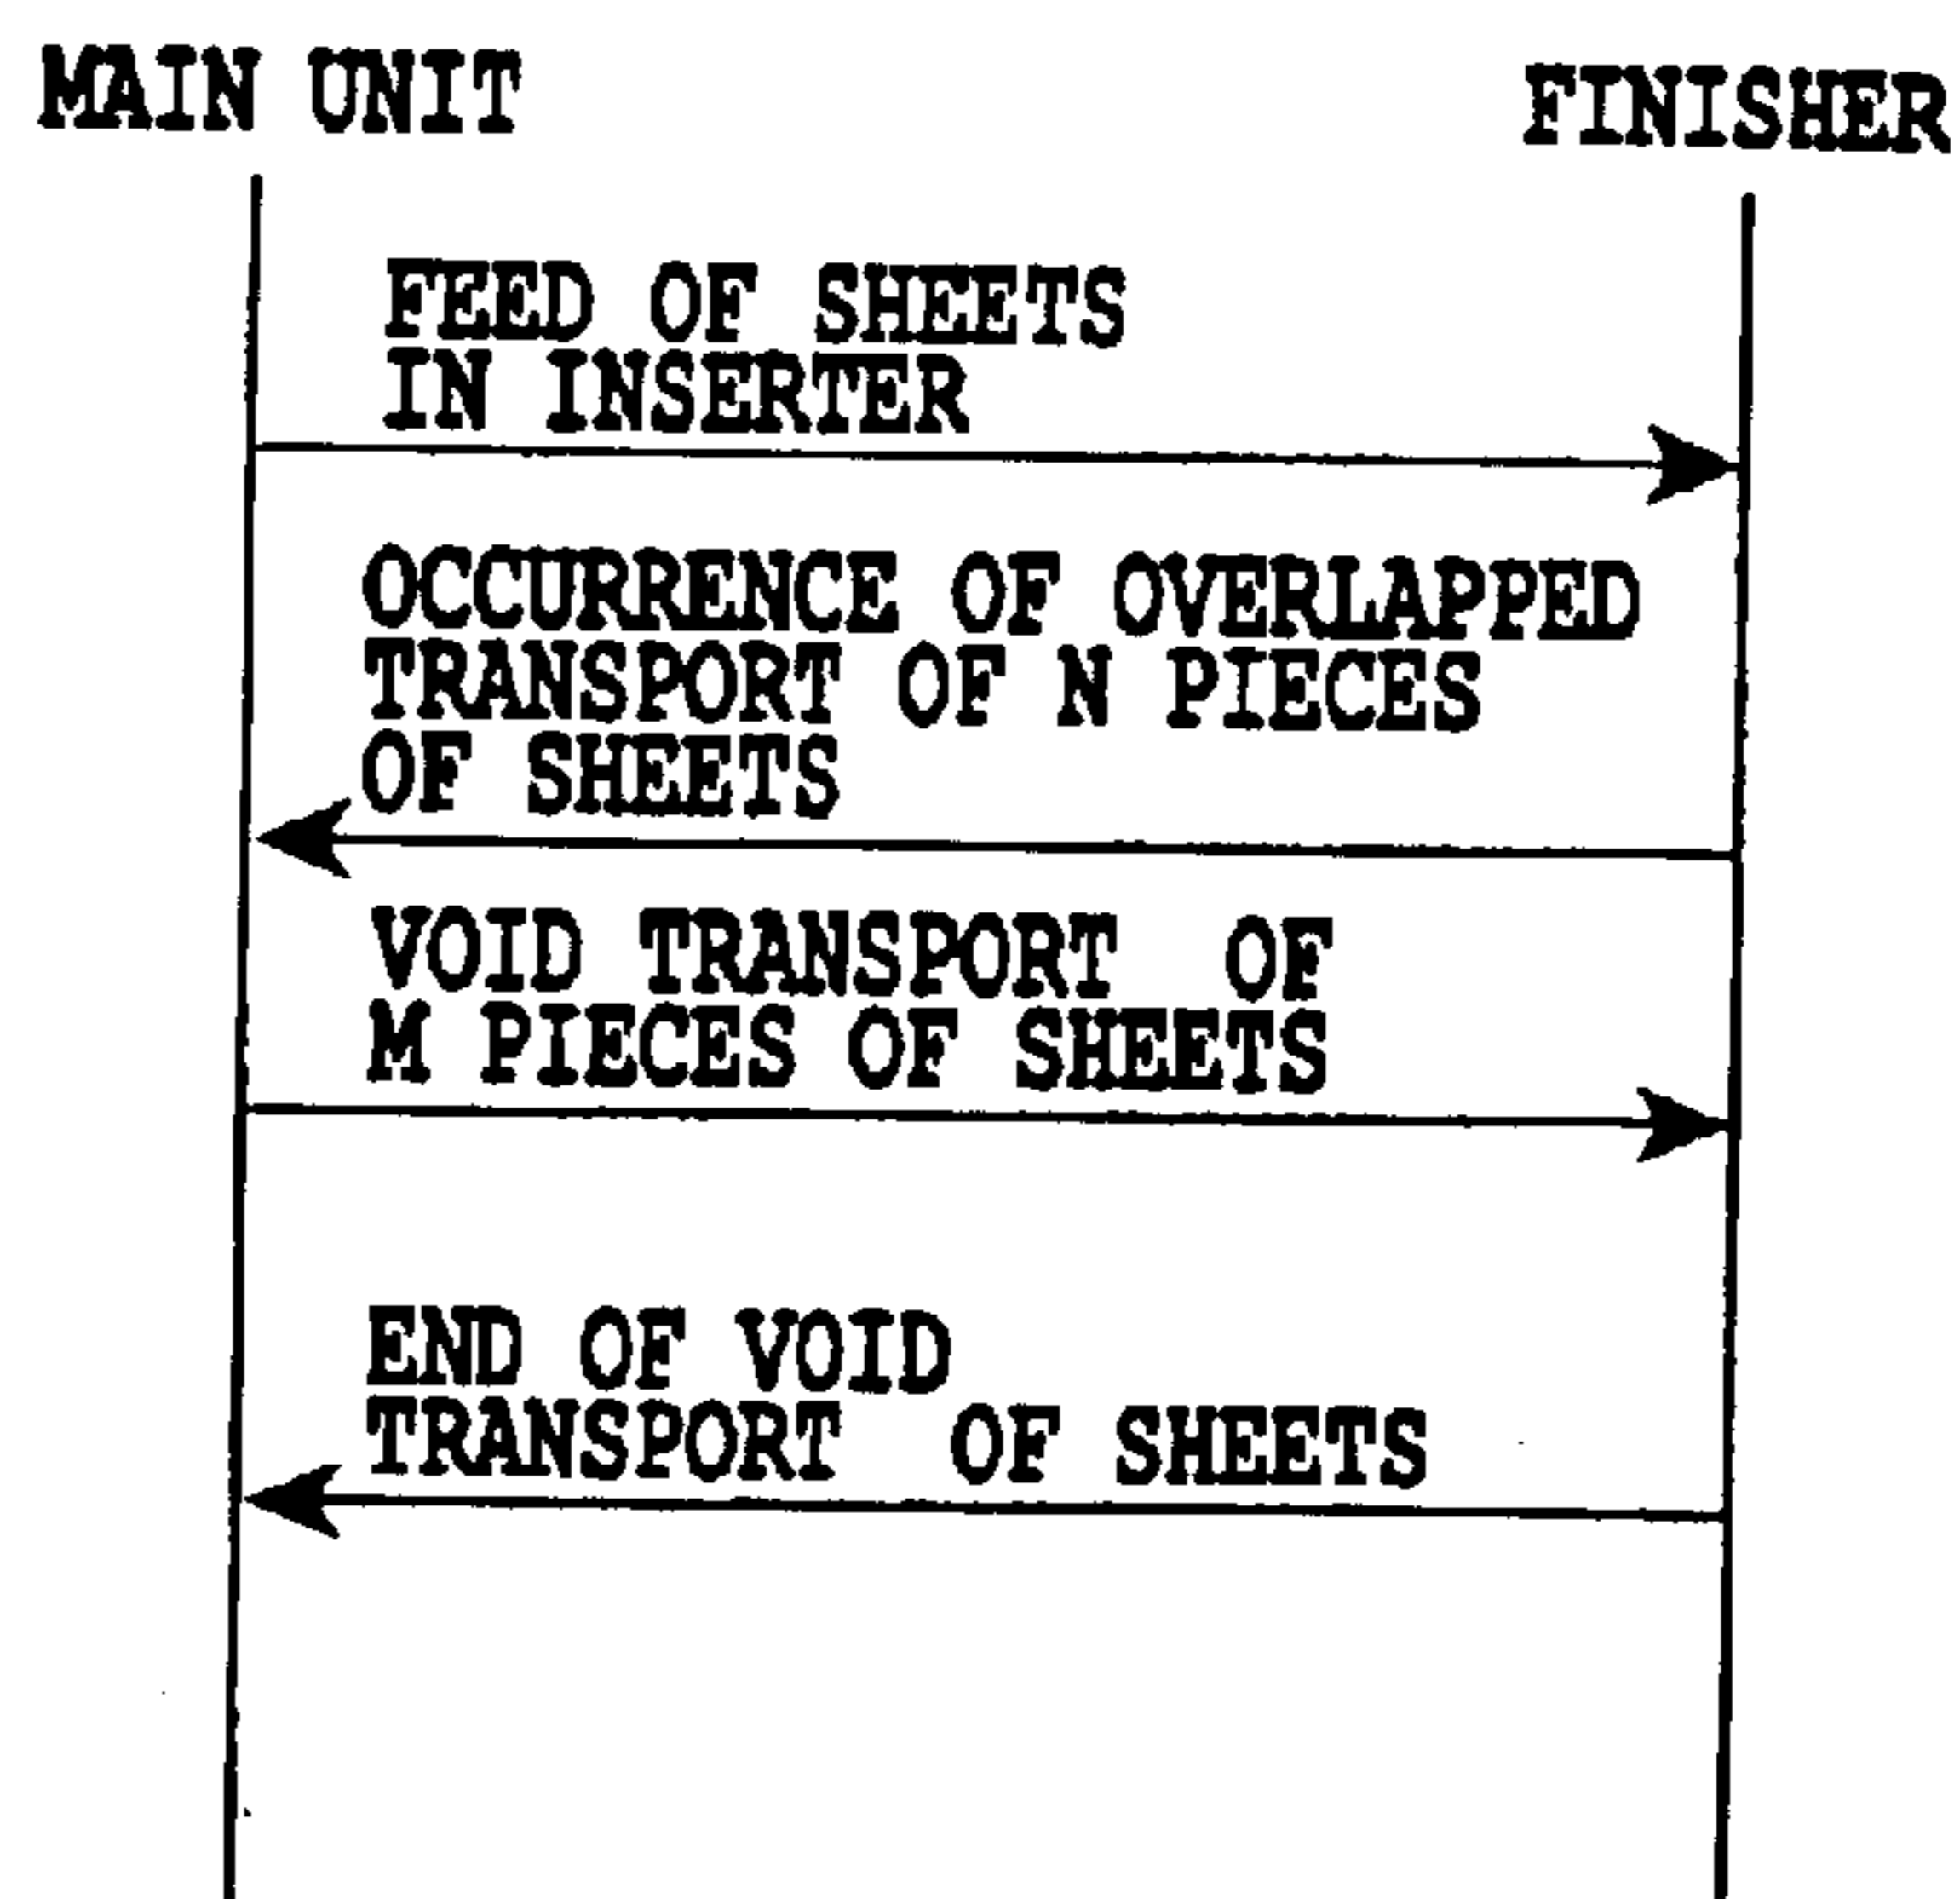 MAIN UNIT
FINISHER
FEED OF SHEETS
IN INSERTER
OCCURRENCE OF OVERLAPPED
TRANSPORT OF N PIECES
OF SHEETS
VOID TRANSPORT OF
M PIECES OF SHEETS
END OF VOID
TRANSPORT OF SHEETS